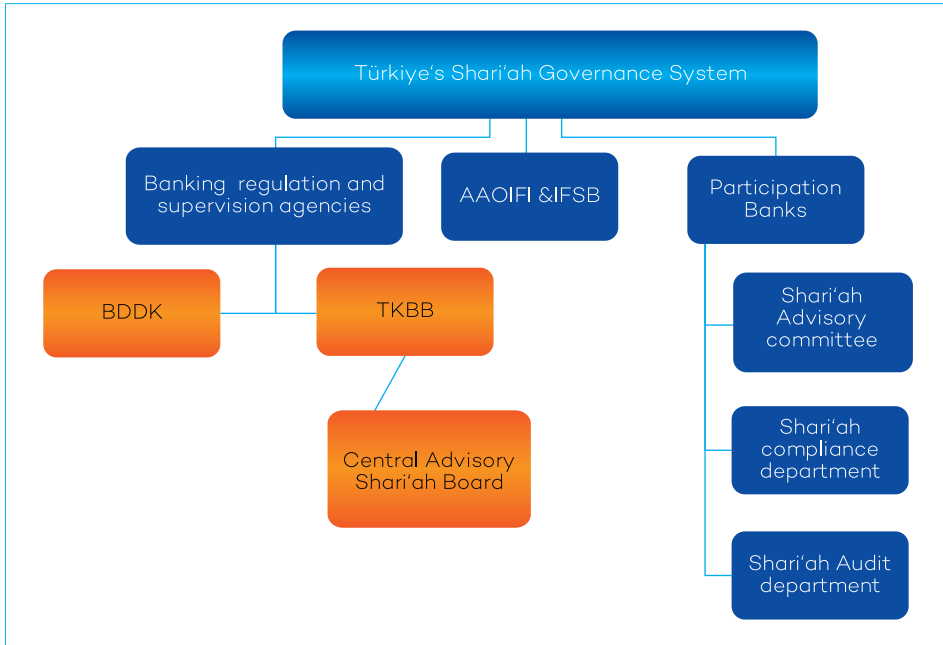 Türkiye's Shari'ah Governance System
Banking regulation and
supervision agencies
AAOIFI &IFSB
Participation
Banks
BDDK
TKBB
Central Advisory
Shari'ah Board
Shari'ah
Advisory
committee
Shari'ah
compliance
department
Shari'ah Audit
department